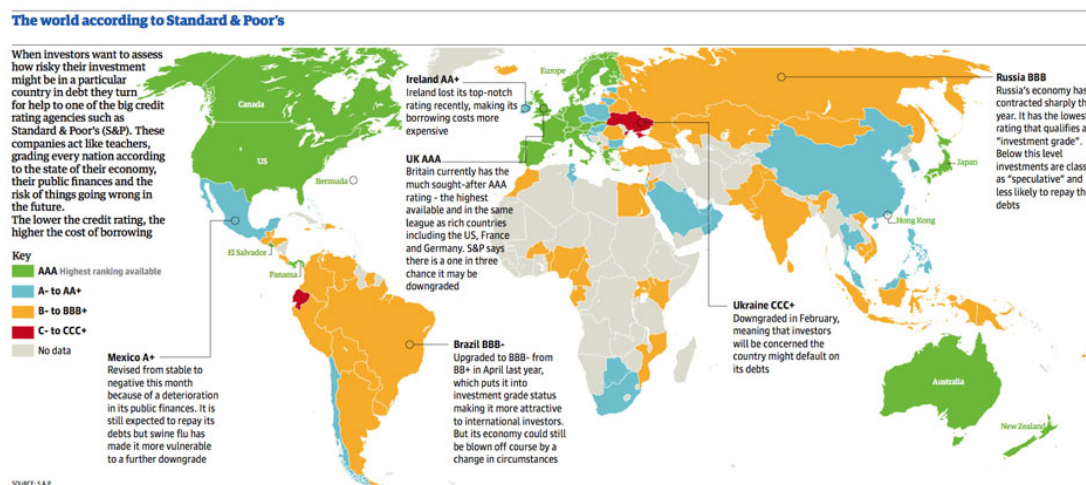 The world according to Standard & Poor's
When investors want to assess
how risky their investment
might be in a particular
country in debt they turn
for help to one of the big credit
rating agencies such as
Standard & Poor's (S&P). These
companies act like teachers,
grading every nation according
to the state of their economy,
their public finances and the
risk of things going wrong in
the future.
The lower the credit rating, the
higher the cost of borrowing
Key
AAA Highest ranking available
A- to AA+
B- to BBB+
C- to CCC+
No data
Canada
US
Bermuda
El Salvador
Panama
Mexico A+
Revised from stable to
negative this month
because of a deterioration
in its public finances. It is
still expected to repay its
debts but swine flu has
made it more vulnerable
to a further downgrade
Brazil BBB-
Upgraded to BBB- from
BB+ in April last year,
which puts it into
investment grade status
making it more attractive
to international investors.
But its economy could still
be blown off course by a
change in circumstances
Europe
Ireland AA+
Ireland lost its top-notch
rating recently, making its
borrowing costs more
expensive
UK AAA
Britain currently has the
much sought-after AAA
rating - the highest
available and in the same
league as rich countries
including the US, France
and Germany. S&P says
there is a one in three
chance it may be
downgraded
Ukraine CCC+
Downgraded in February,
meaning that investors
will be concerned the
country might default on
its debts
Russia BBB
Russia's economy has
contracted sharply th
year. It has the lowest
rating that qualifies a
"investment grade".
Below this level
investments are class
as "speculative" and
less likely to repay th
debts
Japan
Hong Kong
Australia
New Zealand
SOURCE: S&P